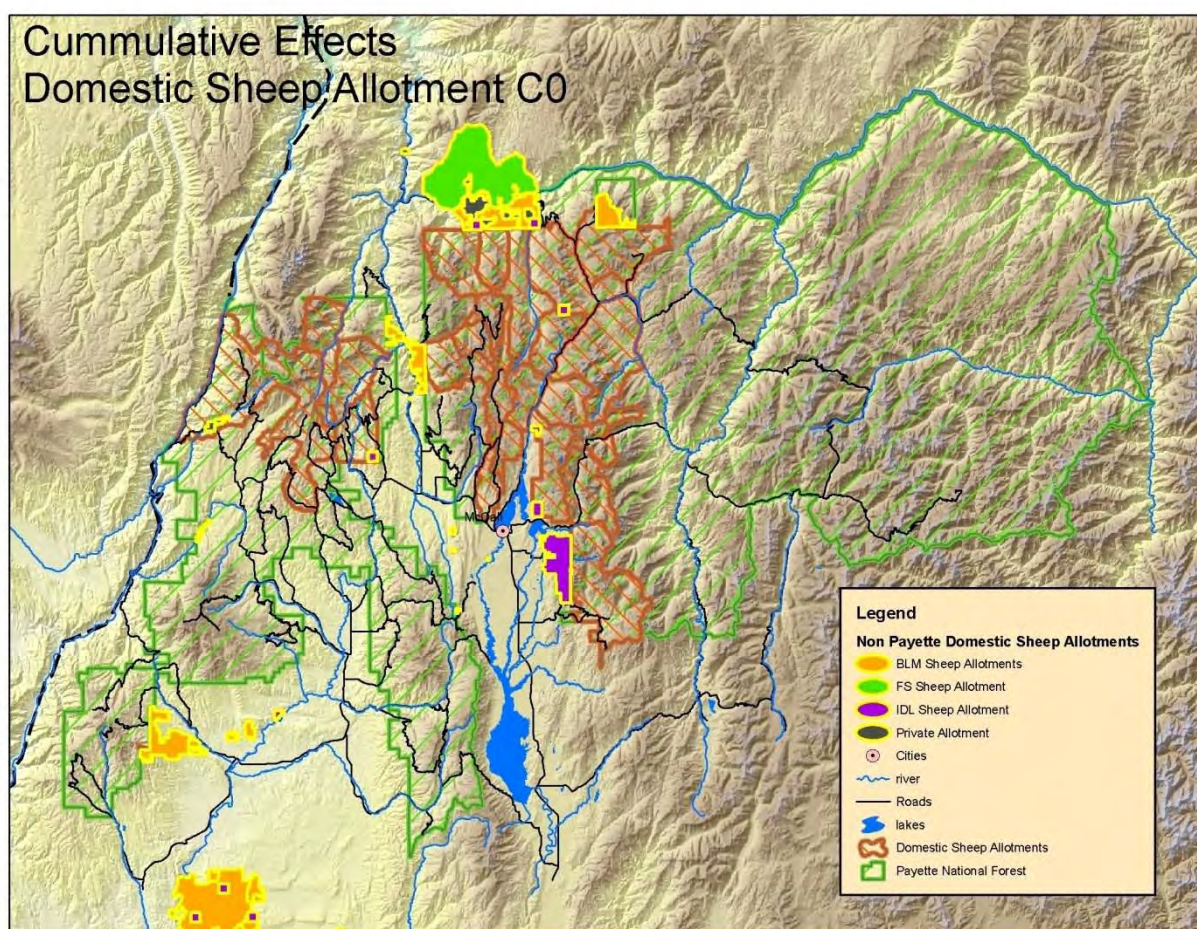 Cummulative Effects
Domestic Sheep Allotment C0
Legend
Non Payette Domestic Sheep Allotments
BLM Sheep Allotments
FS Sheep Allotment
IDL Sheep Allotment
Private Allotment
Cities
river
Roads
lakes
Domestic Sheep Allotments
Payette National Forest